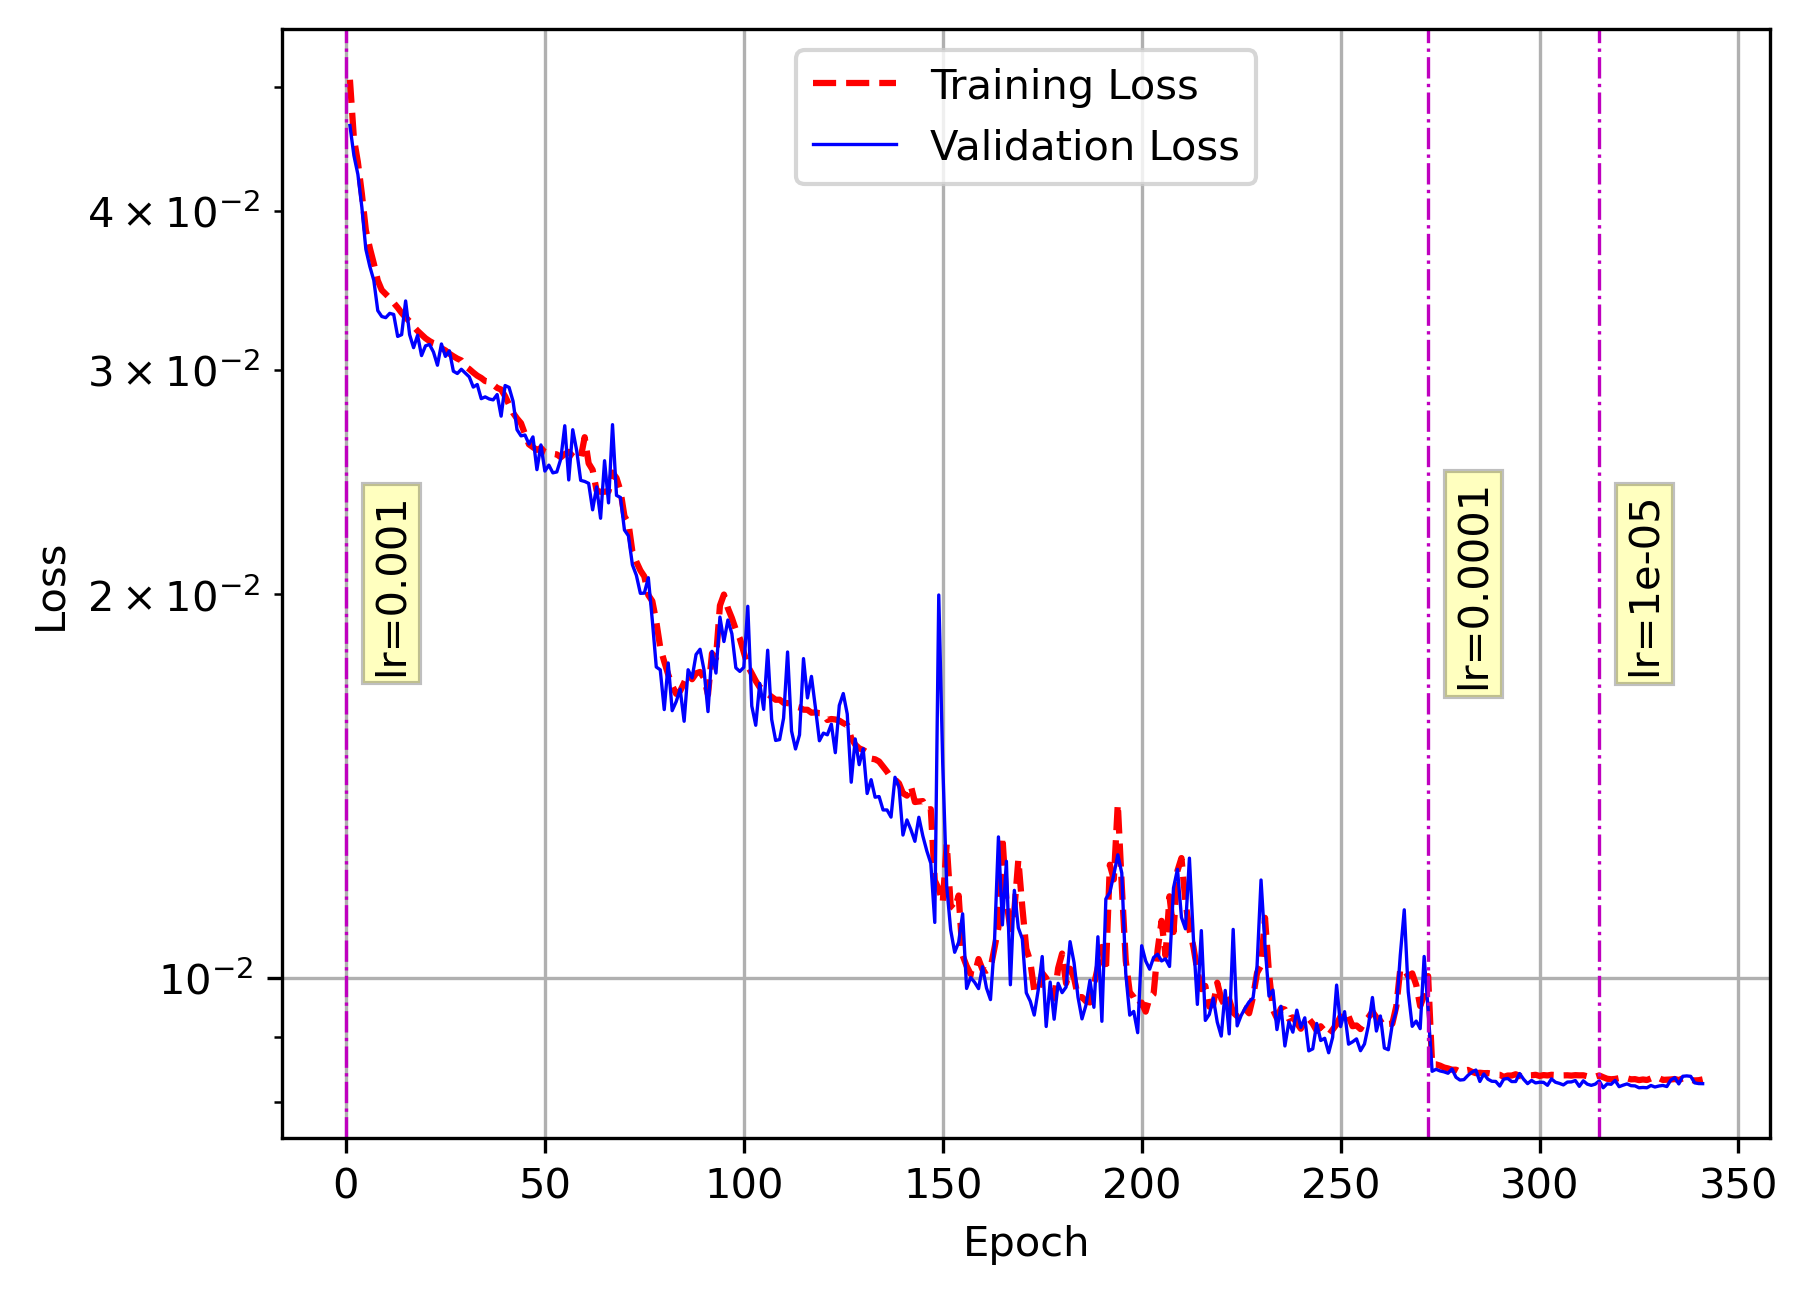 Training Loss
Validation Loss
4 × 10⁻²
3 × 10⁻²
2 × 10⁻²
10⁻²
Loss
lr=0.001
lr=0.0001
lr=1e-05
0 50 100 150 200 250 300 350
Epoch